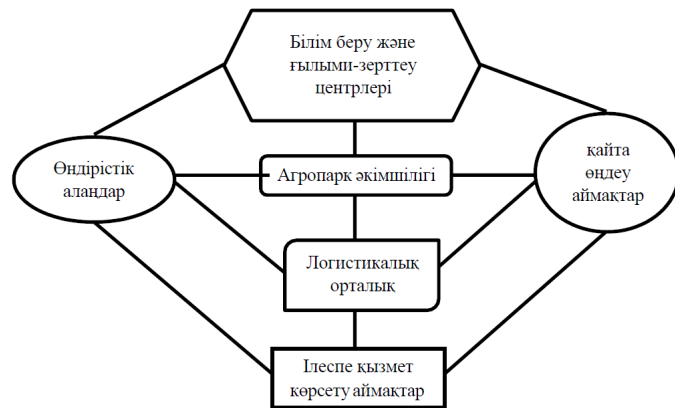 Білім беру және
ғылыми-зерттеу
центрлері
Өндірістік
алаңдар
Агропарк әкімшілігі
қайта
өңдеу
аймақтар
Логистикалық
орталық
Ілеспе қызмет
көрсету аймақтар